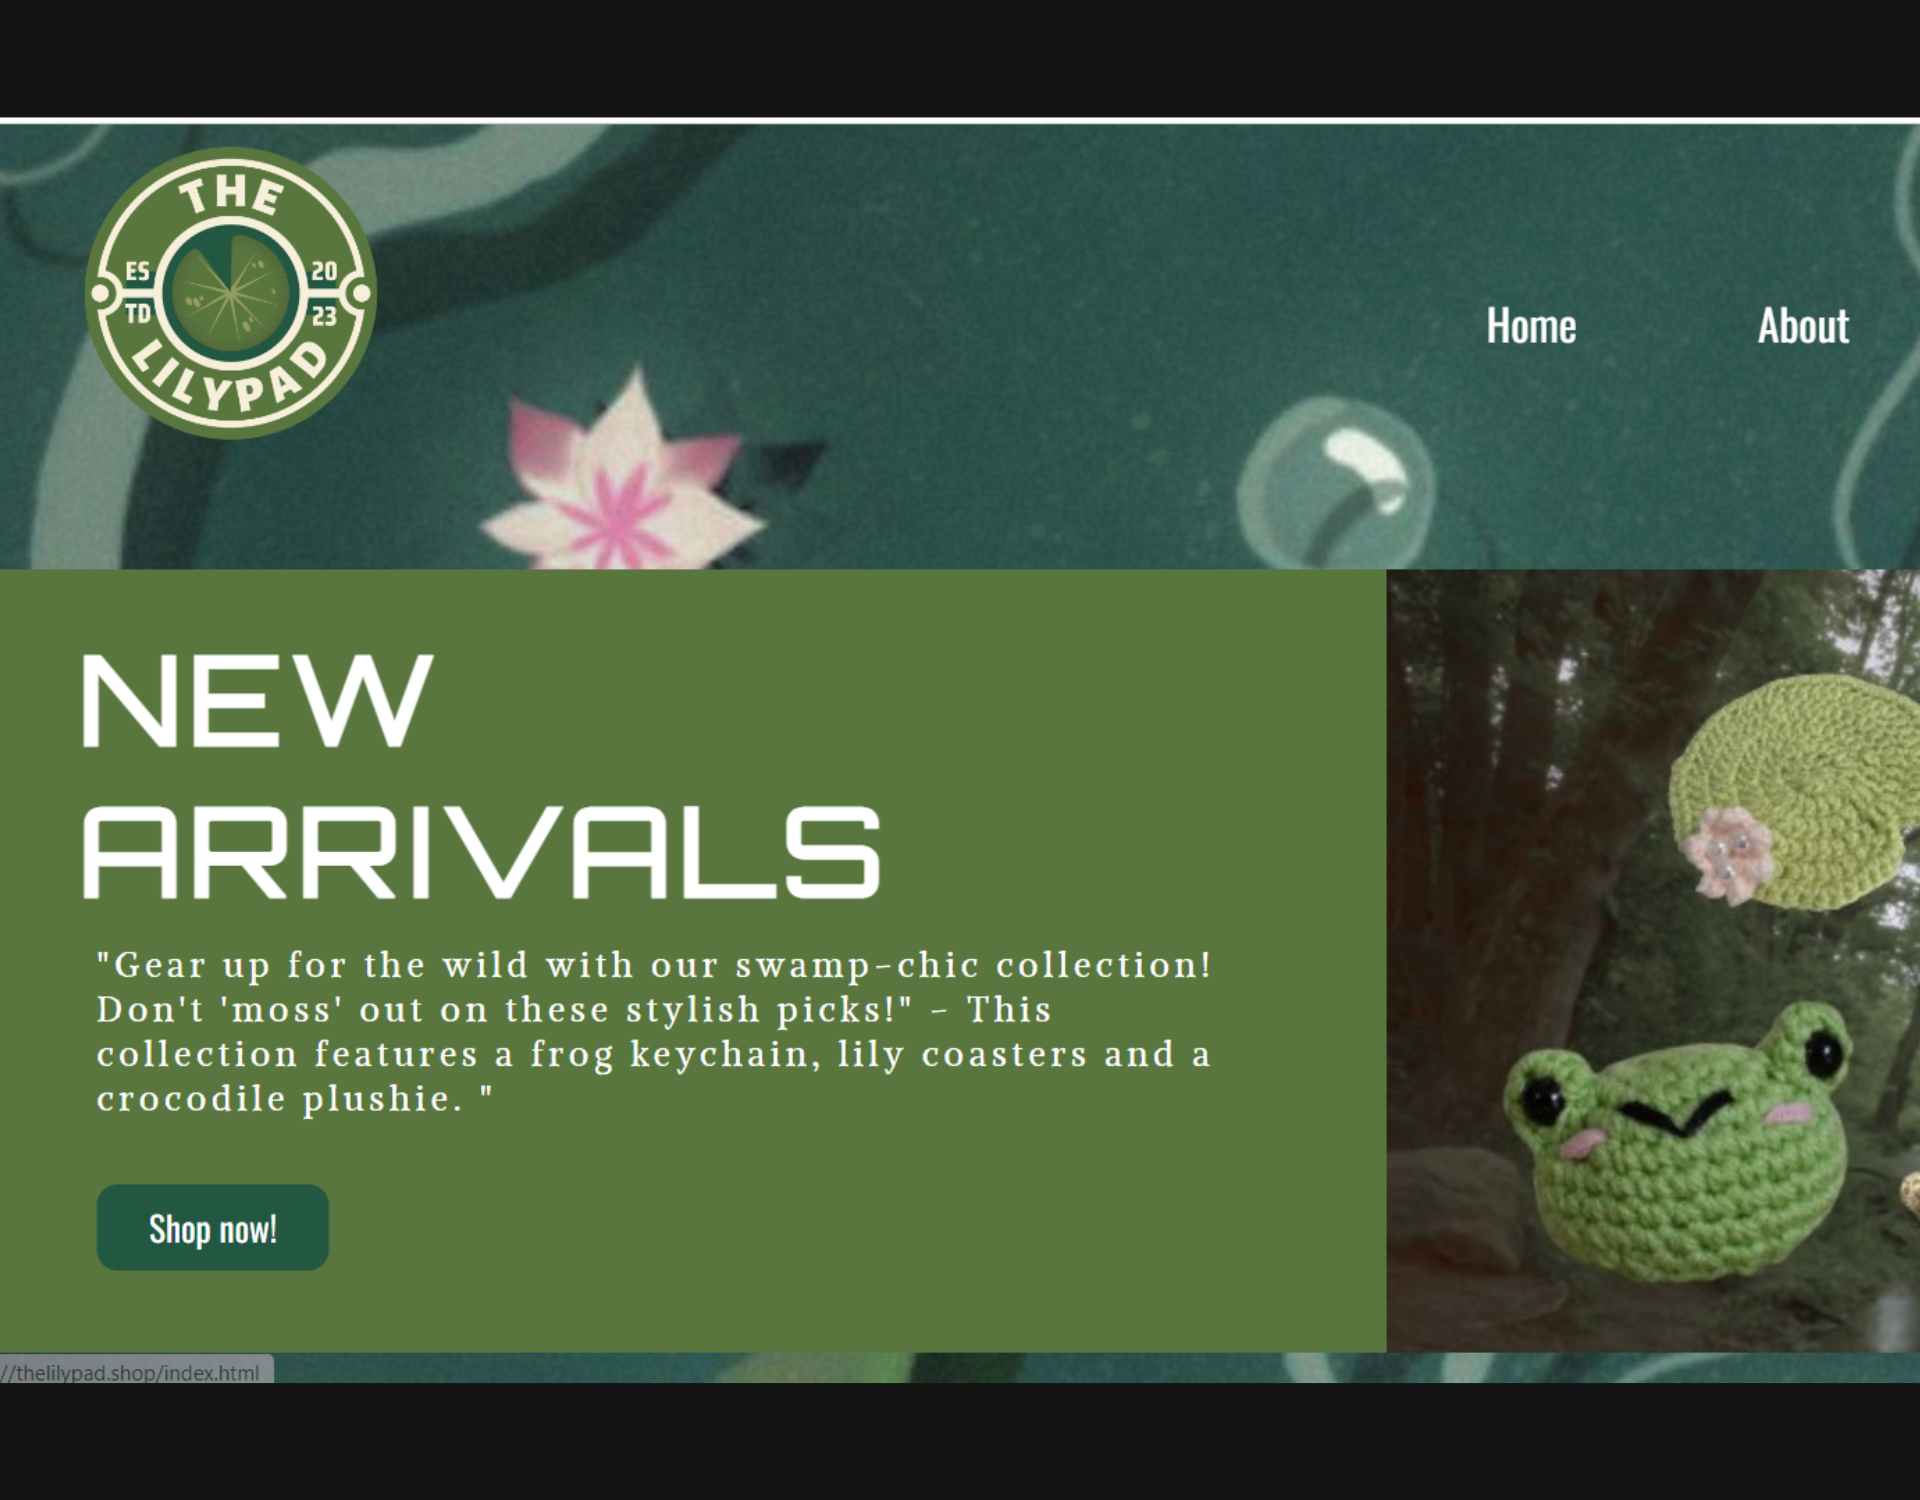 THE
ES 20
TD 23
LILYPAD
Home About
NEW
ARRIVALS
"Gear up for the wild with our swamp-chic collection!
Don't 'moss' out on these stylish picks!" - This
collection features a frog keychain, lily coasters and a
crocodile plushie. "
Shop now!
//thelilypad.shop/index.html